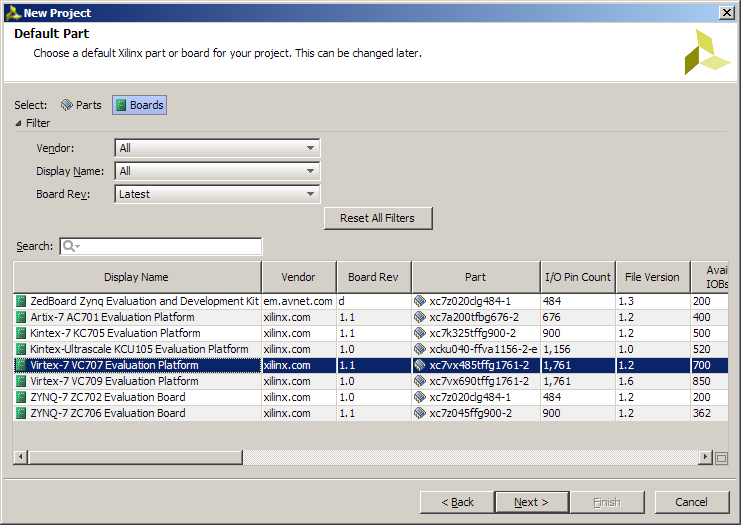 New Project
Default Part
Choose a default Xilinx part or board for your project. This can be changed later.
Select: Parts Boards
Filter
Vendor: All
Display Name: All
Board Rev: Latest
Reset All Filters
Search:
Display Name Vendor Board Rev Part I/O Pin Count File Version Avai IOBs
ZedBoard Zynq Evaluation and Development Kit em.avnet.com d xc7z020clg484-1 484 1.3 200
Artix-7 AC701 Evaluation Platform xilinx.com 1.1 xc7a200tfbg676-2 676 1.2 400
Kintex-7 KC705 Evaluation Platform xilinx.com 1.1 xc7k325tffg900-2 900 1.2 500
Kintex-Ultrascale KCU105 Evaluation Platform xilinx.com 1.0 xcku040-ffva1156-2-e 1,156 1.0 520
Virtex-7 VC707 Evaluation Platform xilinx.com 1.1 xc7vx485tffg1761-2 1,761 1.2 700
Virtex-7 VC709 Evaluation Platform xilinx.com 1.0 xc7vx690tffg1761-2 1,761 1.6 850
ZYNQ-7 ZC702 Evaluation Board xilinx.com 1.0 xc7z020clg484-1 484 1.2 200
ZYNQ-7 ZC706 Evaluation Board xilinx.com 1.1 xc7z045ffg900-2 900 1.2 362
< Back Next > Finish Cancel